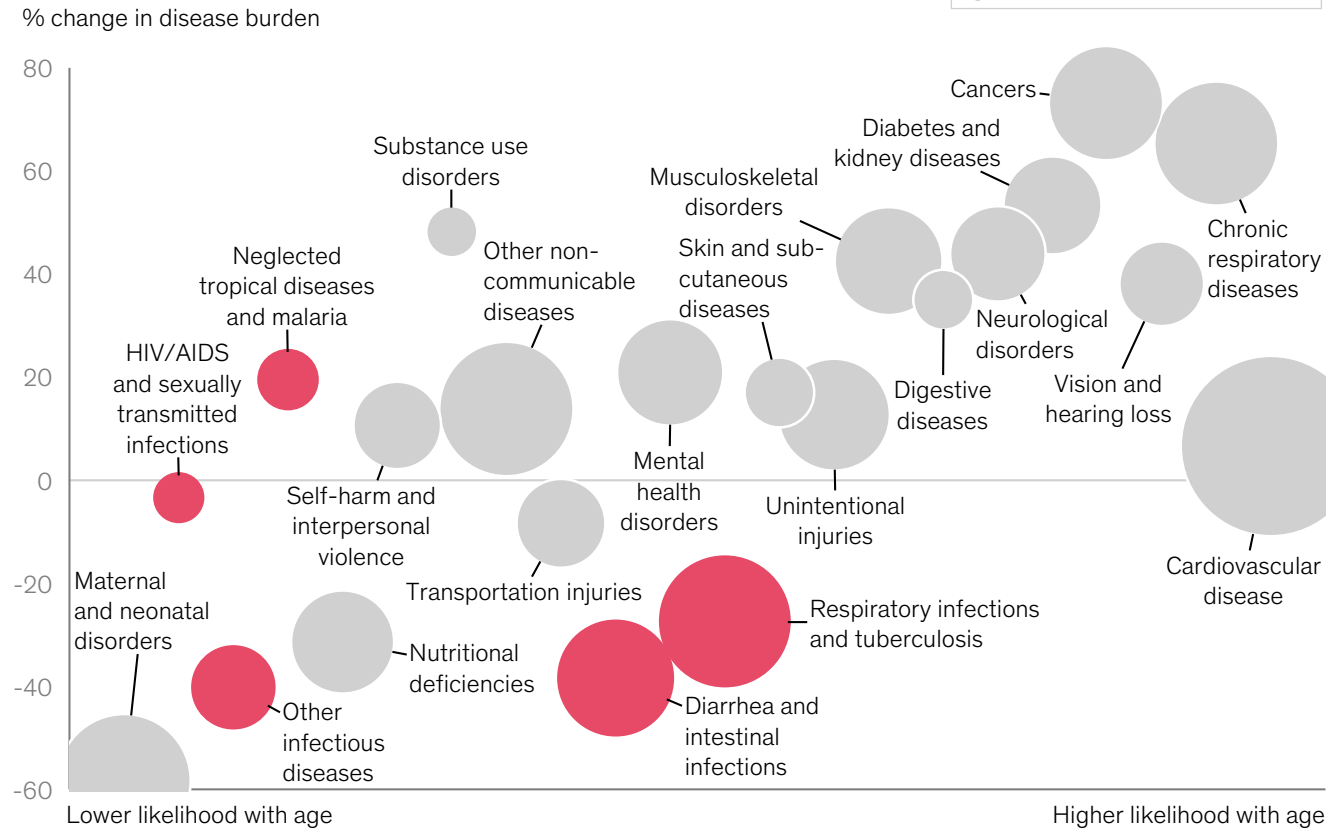 % change in disease burden
80
60
40
20
0
-20
-40
-60
Cancers
Diabetes and
kidney diseases
Substance use
disorders
Musculoskeletal
disorders
Chronic
respiratory
diseases
Neglected
tropical diseases
and malaria
Other non-
communicable
diseases
Skin and sub-
cutaneous
diseases
Neurological
disorders
HIV/AIDS
and sexually
transmitted
infections
Digestive
diseases
Vision and
hearing loss
Mental
health
disorders
Self-harm and
interpersonal
violence
Unintentional
injuries
Cardiovascular
disease
Transportation injuries
Maternal
and neonatal
disorders
Respiratory infections
and tuberculosis
Nutritional
deficiencies
Other
infectious
diseases
Diarrhea and
intestinal
infections
Lower likelihood with age
Higher likelihood with age